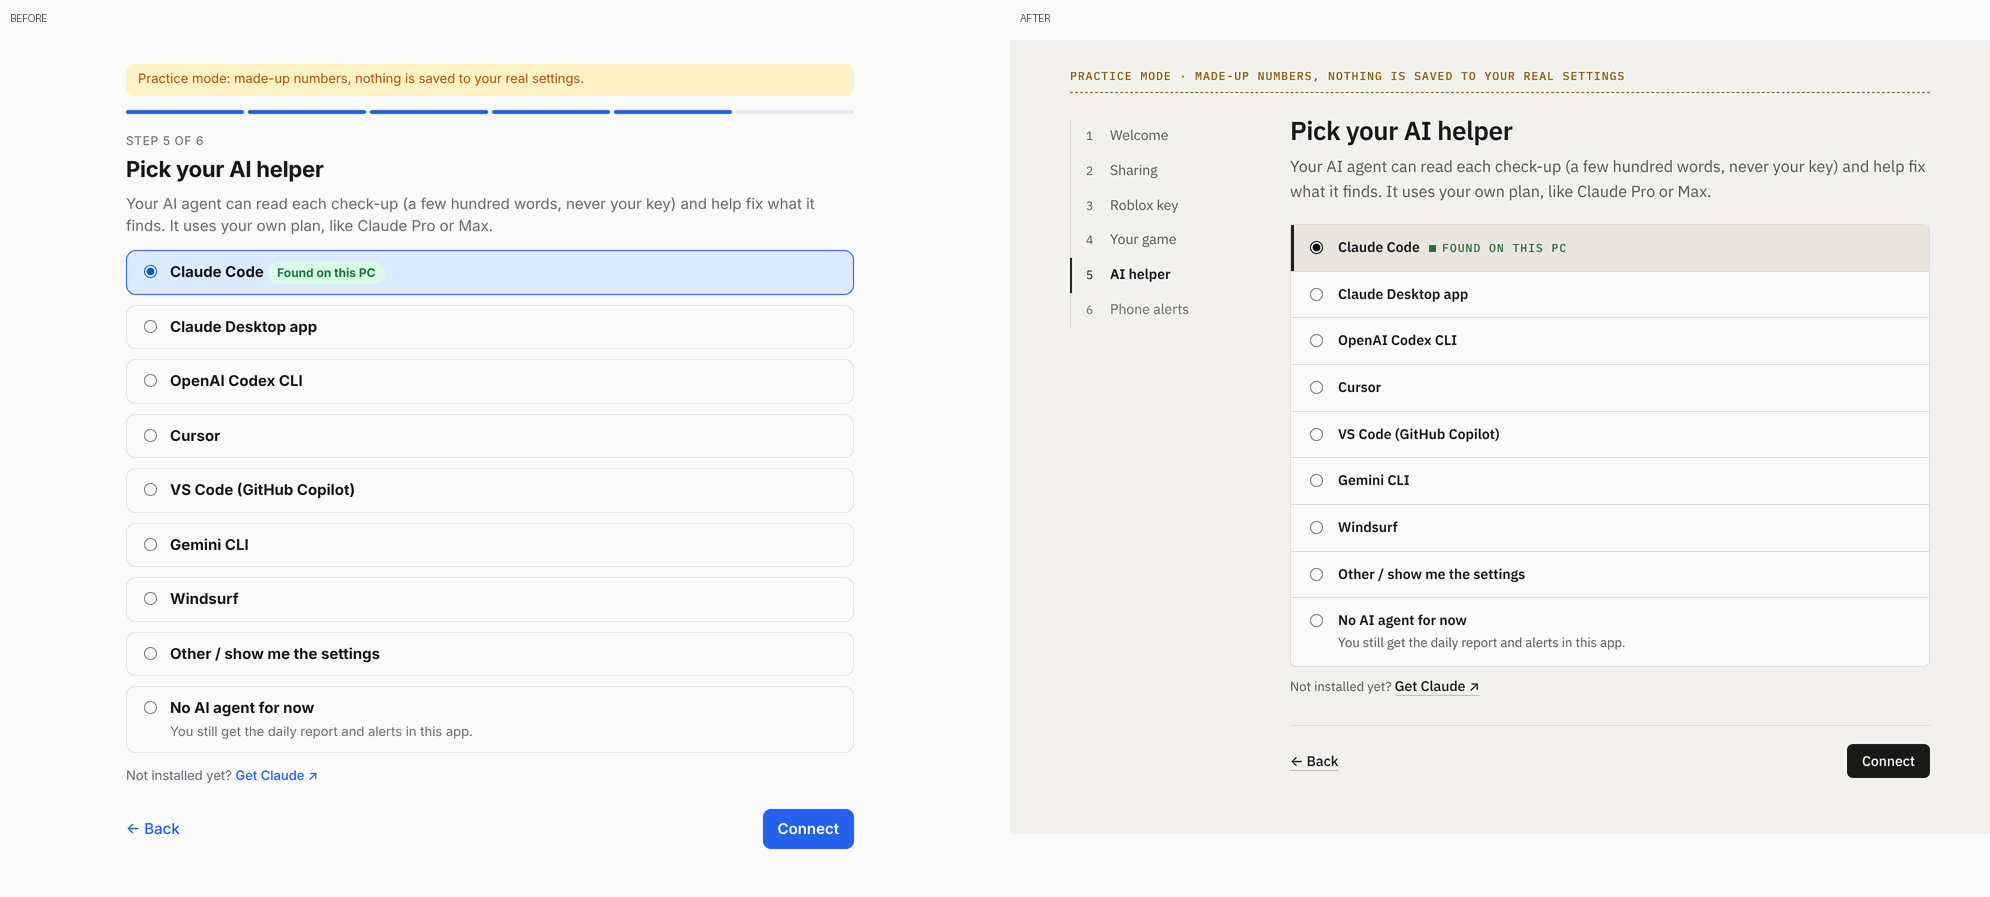 BEFORE
Practice mode: made-up numbers, nothing is saved to your real settings.
STEP 5 OF 6
Pick your AI helper
Your AI agent can read each check-up (a few hundred words, never your key) and help fix what it
finds. It uses your own plan, like Claude Pro or Max.
Claude Code Found on this PC
Claude Desktop app
OpenAI Codex CLI
Cursor
VS Code (GitHub Copilot)
Gemini CLI
Windsurf
Other / show me the settings
No AI agent for now
You still get the daily report and alerts in this app.
Not installed yet? Get Claude ↗
← Back
Connect
AFTER
PRACTICE MODE · MADE-UP NUMBERS, NOTHING IS SAVED TO YOUR REAL SETTINGS
1 Welcome
2 Sharing
3 Roblox key
4 Your game
5 AI helper
6 Phone alerts
Pick your AI helper
Your AI agent can read each check-up (a few hundred words, never your key) and help fix
what it finds. It uses your own plan, like Claude Pro or Max.
Claude Code ■ FOUND ON THIS PC
Claude Desktop app
OpenAI Codex CLI
Cursor
VS Code (GitHub Copilot)
Gemini CLI
Windsurf
Other / show me the settings
No AI agent for now
You still get the daily report and alerts in this app.
Not installed yet? Get Claude ↗
← Back
Connect